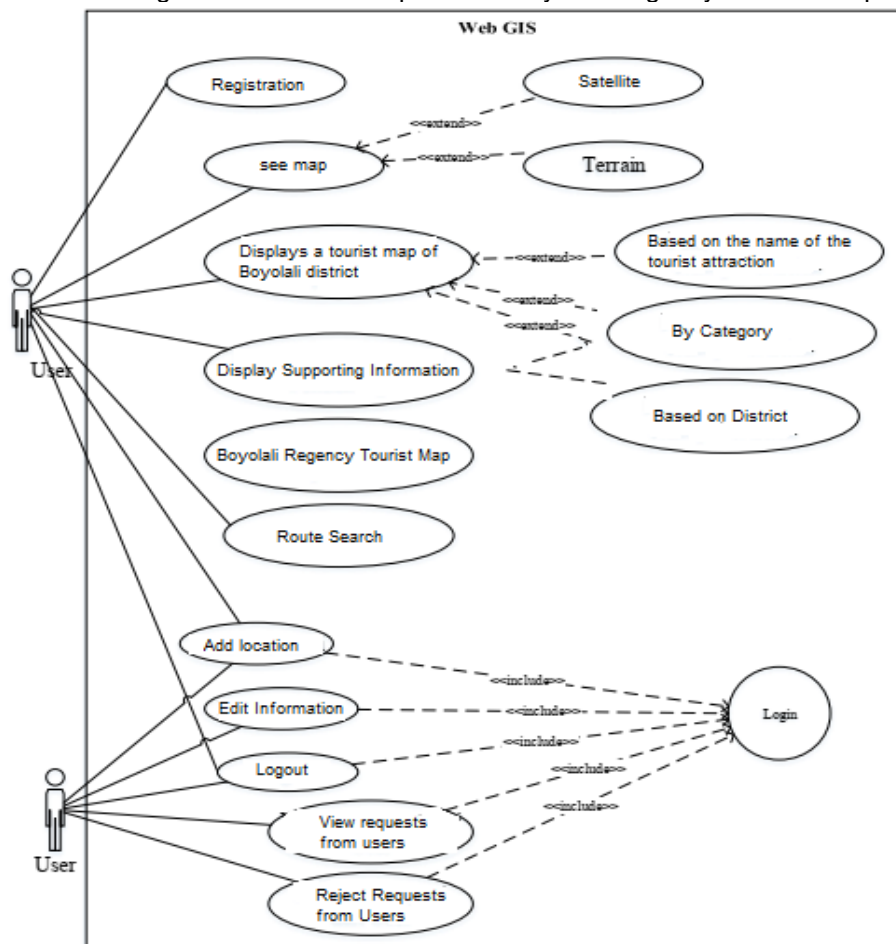 Web GIS
Registration
Satellite
<<extend>>
see map
<<extend>>
Terrain
Displays a tourist map of
Boyolali district
<<extend>>
Based on the name of the
tourist attraction
<<extend>>
<<extend>>
By Category
User
Display Supporting Information
Based on District
Boyolali Regency Tourist Map
Route Search
Add location
<<include>>
Edit Information
<<include>>
Login
<<include>>
Logout
<<include>>
<<include>>
View requests
from users
User
Reject Requests
from Users